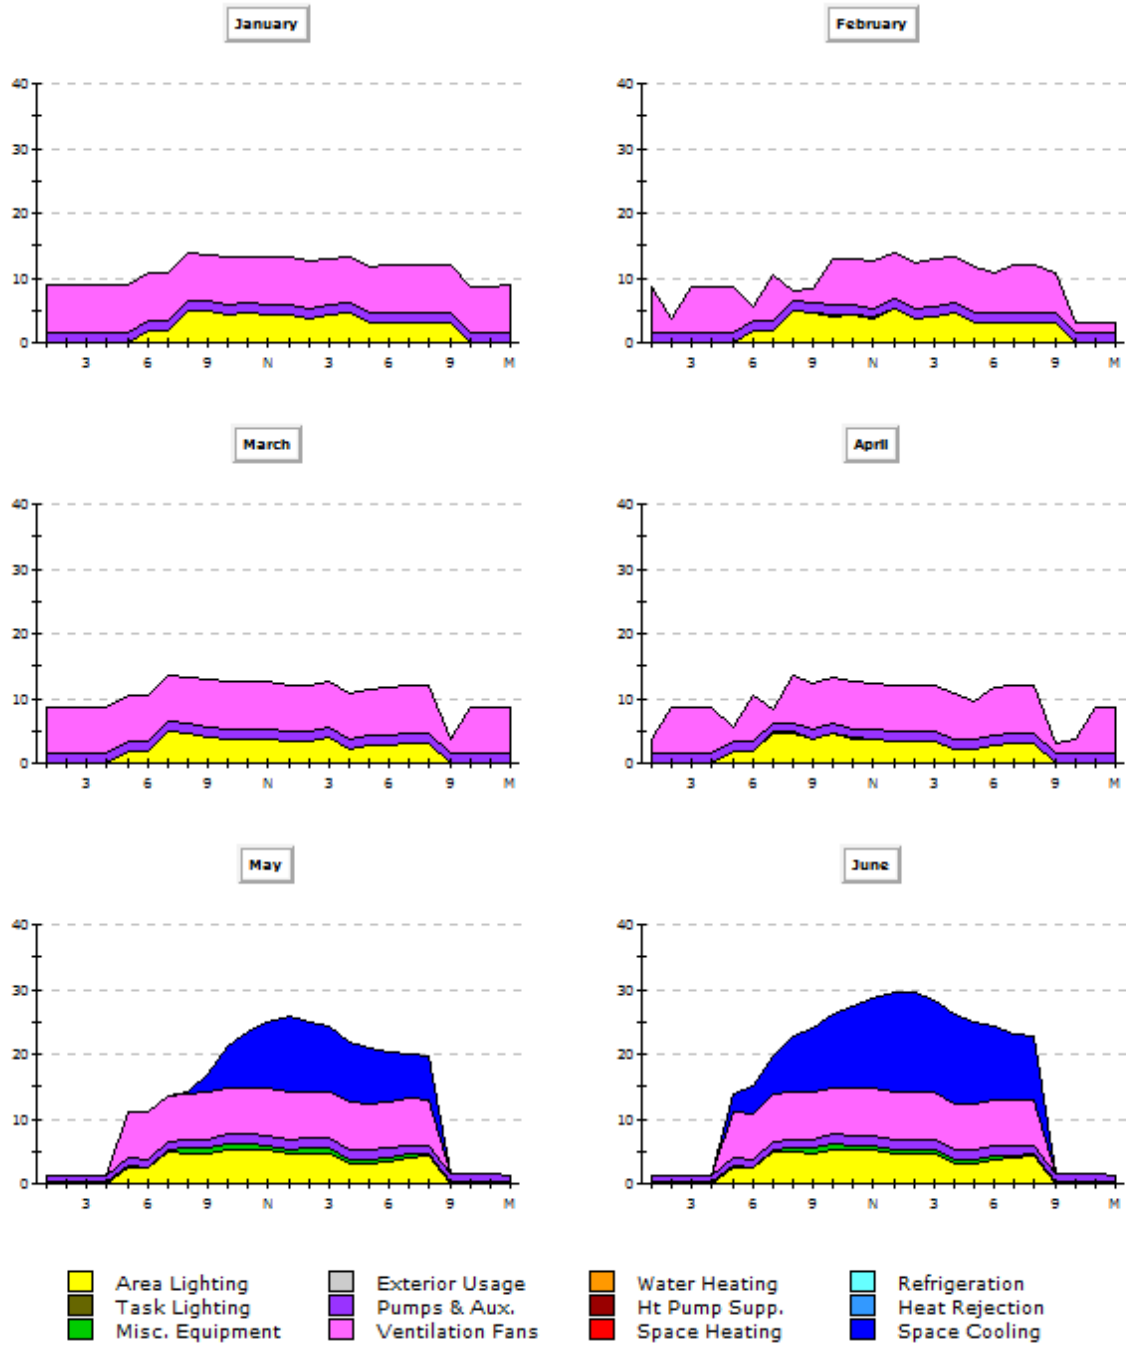 January February
40 40
30 30
20 20
10 10
0 0
3 6 9 N 3 6 9 M 3 6 9 N 3 6 9 M
March April
40 40
30 30
20 20
10 10
0 0
3 6 9 N 3 6 9 M 3 6 9 N 3 6 9 M
May June
40 40
30 30
20 20
10 10
0 0
3 6 9 N 3 6 9 M 3 6 9 N 3 6 9 M
Area Lighting Exterior Usage Water Heating Refrigeration
Task Lighting Pumps & Aux. Ht Pump Supp. Heat Rejection
Misc. Equipment Ventilation Fans Space Heating Space Cooling